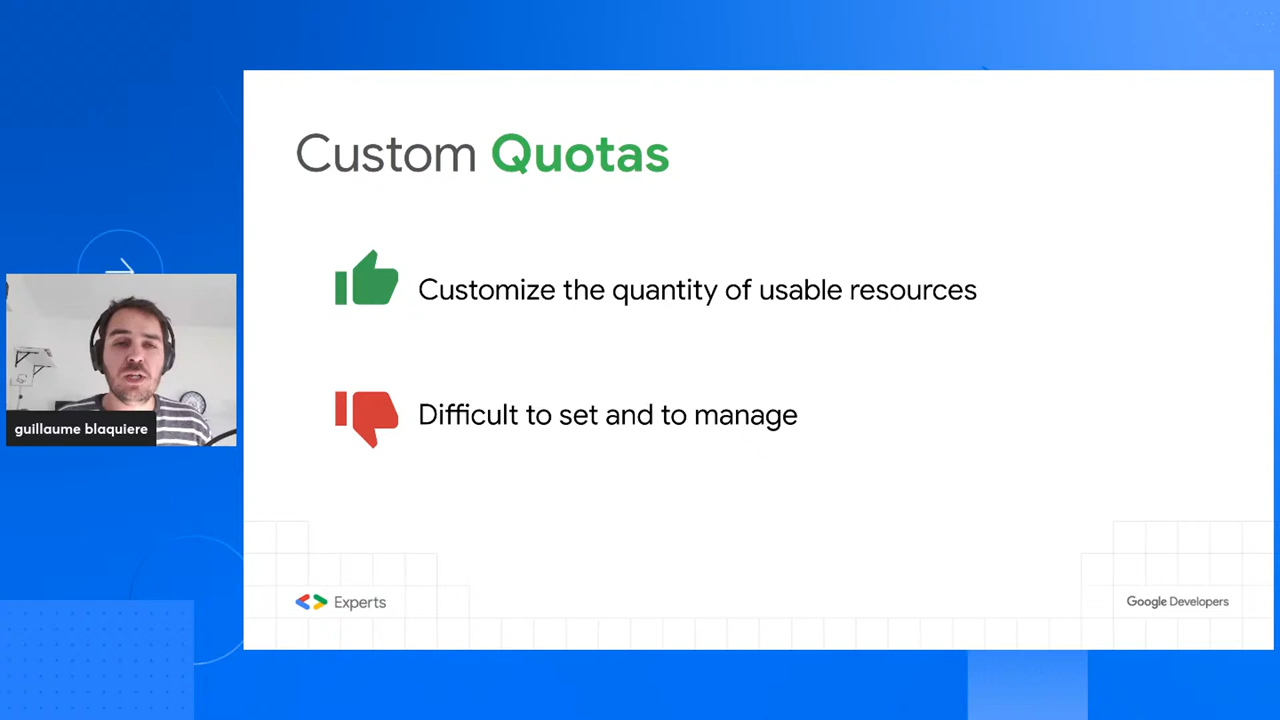 Custom Quotas
Customize the quantity of usable resources
Difficult to set and to manage
guillaume blaquiere
Experts
Google Developers